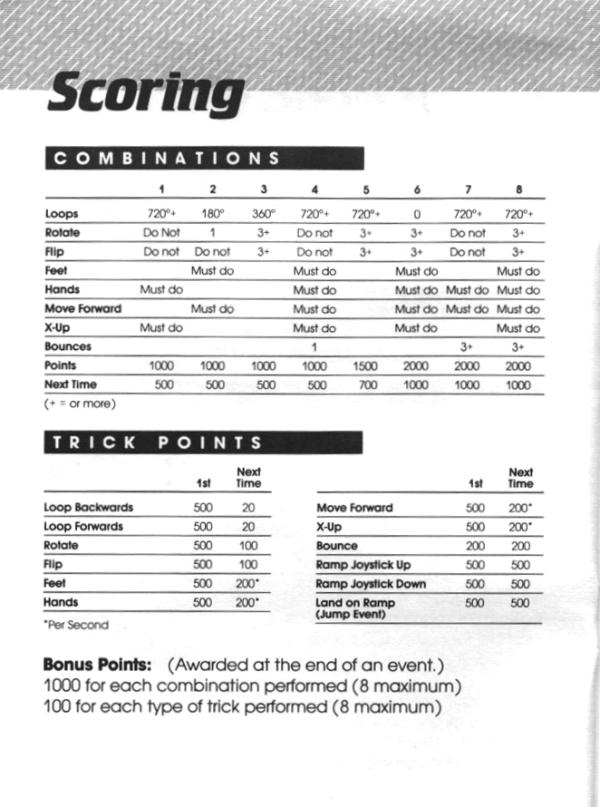 Scoring
COMBINATIONS
1 2 3 4 5 6 7 8
Loops 720°+ 180° 360° 720°+ 720°+ 0 720°+ 720°+
Rotate Do Not 1 3+ Do not 3+ 3+ Do not 3+
Flip Do not Do not 3+ Do not 3+ 3+ Do not 3+
Feet Must do Must do Must do Must do
Hands Must do Must do Must do Must do Must do
Move Forward Must do Must do Must do Must do Must do
X-Up Must do Must do Must do Must do
Bounces 1 3+ 3+
Points 1000 1000 1000 1000 1500 2000 2000 2000
Next Time 500 500 500 500 700 1000 1000 1000
(+ = or more)
TRICK POINTS
1st Next Time
Loop Backwards 500 20
Loop Forwards 500 20
Rotate 500 100
Flip 500 100
Feet 500 200*
Hands 500 200*
*Per Second
1st Next Time
Move Forward 500 200*
X-Up 500 200*
Bounce 200 200
Ramp Joystick Up 500 500
Ramp Joystick Down 500 500
Land on Ramp 500 500
(Jump Event)
Bonus Points: (Awarded at the end of an event.)
1000 for each combination performed (8 maximum)
100 for each type of trick performed (8 maximum)